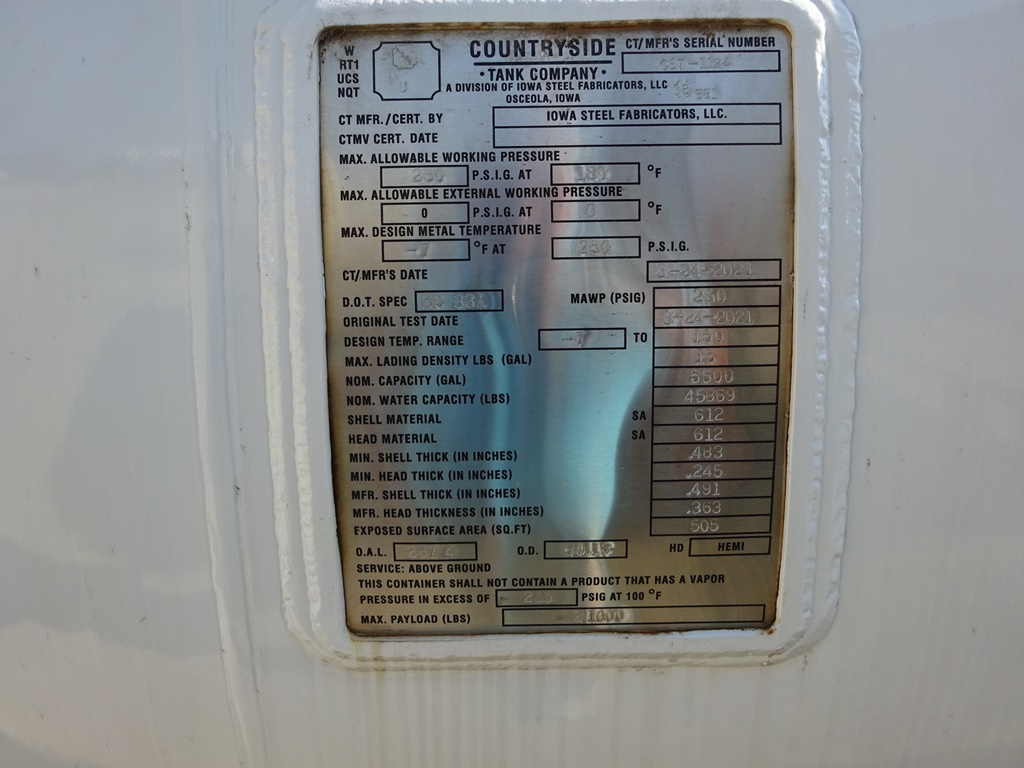 W
RT1
UCS
NQT
U
COUNTRYSIDE
TANK COMPANY
A DIVISION OF IOWA STEEL FABRICATORS, LLC
OSCEOLA, IOWA
CT/MFR'S SERIAL NUMBER
CT MFR./CERT. BY IOWA STEEL FABRICATORS, LLC.
CTMV CERT. DATE
MAX. ALLOWABLE WORKING PRESSURE
250 P.S.I.G. AT °F
MAX. ALLOWABLE EXTERNAL WORKING PRESSURE
0 P.S.I.G. AT 0 °F
MAX. DESIGN METAL TEMPERATURE
-7 °F AT 250 P.S.I.G.
CT/MFR'S DATE -24-2021
D.O.T. SPEC 331 MAWP (PSIG) 250
ORIGINAL TEST DATE -24-2021
DESIGN TEMP. RANGE -7 TO 150
MAX. LADING DENSITY LBS (GAL)
NOM. CAPACITY (GAL) 5500
NOM. WATER CAPACITY (LBS) 45869
SHELL MATERIAL SA 612
HEAD MATERIAL SA 612
MIN. SHELL THICK (IN INCHES) .483
MIN. HEAD THICK (IN INCHES) .245
MFR. SHELL THICK (IN INCHES) .491
MFR. HEAD THICKNESS (IN INCHES) .363
EXPOSED SURFACE AREA (SQ.FT) 505
O.A.L. O.D. HD HEMI
SERVICE: ABOVE GROUND
THIS CONTAINER SHALL NOT CONTAIN A PRODUCT THAT HAS A VAPOR
PRESSURE IN EXCESS OF PSIG AT 100 °F
MAX. PAYLOAD (LBS)